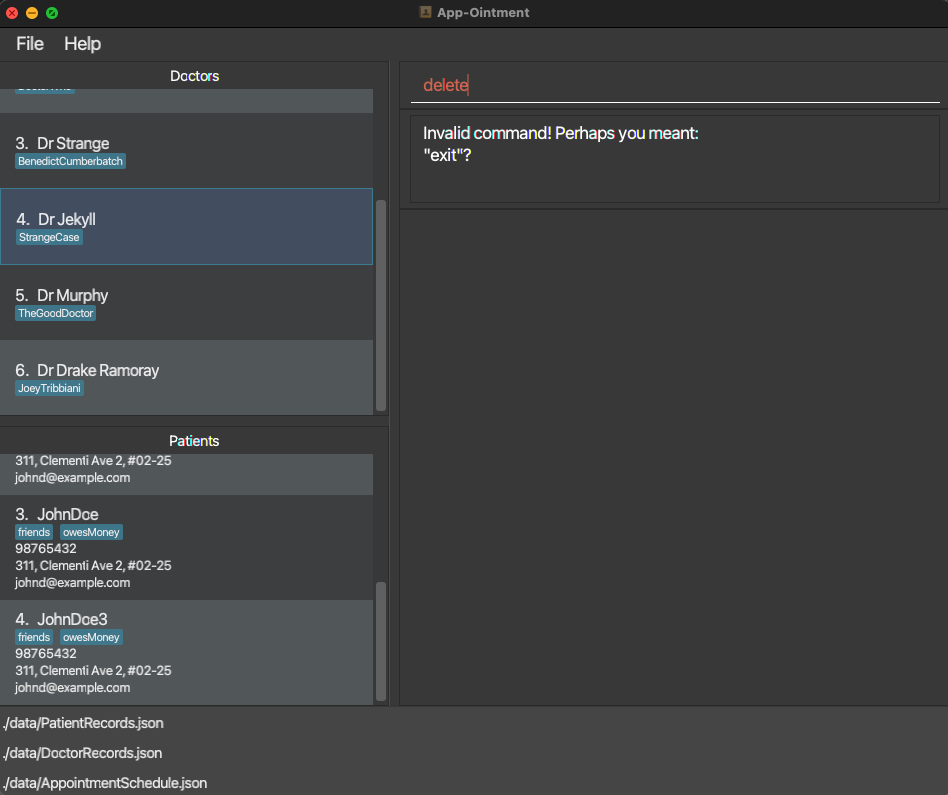 App-Ointment
File Help
Doctors
3. Dr Strange
BenedictCumberbatch
4. Dr Jekyll
StrangeCase
5. Dr Murphy
TheGoodDoctor
6. Dr Drake Ramoray
JoeyTribbiani
Patients
311, Clementi Ave 2, #02-25
johnd@example.com
3. JohnDoe
friends owesMoney
98765432
311, Clementi Ave 2, #02-25
johnd@example.com
4. JohnDoe3
friends owesMoney
98765432
311, Clementi Ave 2, #02-25
johnd@example.com
delete
Invalid command! Perhaps you meant:
"exit"?
./data/PatientRecords.json
./data/DoctorRecords.json
./data/AppointmentSchedule.json